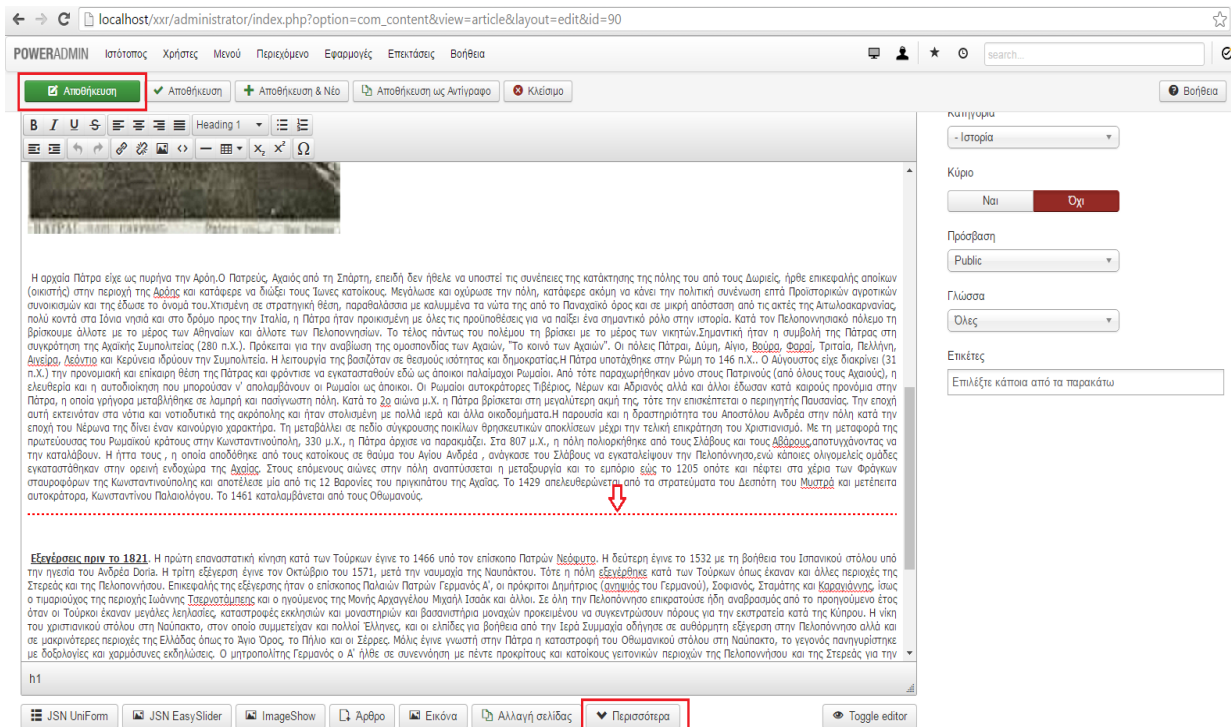 localhost/xxr/administrator/index.php?option=com_content&view=article&layout=edit&id=90
POWERADMIN Ιστότοπος Χρήστες Μενού Περιεχόμενο Εφαρμογές Επεκτάσεις Βοήθεια search...
Αποθήκευση Αποθήκευση Αποθήκευση & Νέο Αποθήκευση ως Αντίγραφο Κλείσιμο Βοήθεια
B I U S Heading 1
X₂ X² Ω
Κατηγορία
- Ιστορία
Κύριο
Ναι Όχι
Πρόσβαση
Public
Γλώσσα
Όλες
Ετικέτες
Επιλέξτε κάποια από τα παρακάτω
Η αρχαία Πάτρα είχε ως πυρήνα την Αρόη.Ο Πατρεύς, Αχαιός από τη Σπάρτη, επειδή δεν ήθελε να υποστεί τις συνέπειες της κατάκτησης της πόλης του από τους Δωριείς, ήρθε επικεφαλής αποίκων
(οικιστής) στην περιοχή της Αρόης και κατάφερε να διώξει τους Ίωνες κατοίκους. Μεγάλωσε και οχύρωσε την πόλη, κατάφερε ακόμη να κάνει την πολιτική συνένωση επτά Προϊστορικών αγροτικών
συνοικισμών και της έδωσε το όνομά του.Χτισμένη σε στρατηγική θέση, παραθαλάσσια με καλυμμένα τα νώτα της από το Παναχαϊκό όρος και σε μικρή απόσταση από τις ακτές της Αιτωλοακαρνανίας,
πολύ κοντά στα Ιόνια νησιά και στο δρόμο προς την Ιταλία, η Πάτρα ήταν προικισμένη με όλες τις προϋποθέσεις για να παίξει ένα σημαντικό ρόλο στην ιστορία. Κατά τον Πελοποννησιακό πόλεμο τη
βρίσκουμε άλλοτε με το μέρος των Αθηναίων και άλλοτε των Πελοποννησίων. Το τέλος πάντως του πολέμου τη βρίσκει με το μέρος των νικητών.Σημαντική ήταν η συμβολή της Πάτρας στη
συγκρότηση της Αχαϊκής Συμπολιτείας (280 π.Χ.). Πρόκειται για την αναβίωση της ομοσπονδίας των Αχαιών, "Το κοινό των Αχαιών". Οι πόλεις Πάτραι, Δύμη, Αίγιο, Βούρα, Φαραί, Τριταία, Πελλήνη,
Αιγείρα, Λεόντιο και Κερύνεια ιδρύουν την Συμπολιτεία. Η λειτουργία της βασιζόταν σε θεσμούς ισότητας και δημοκρατίας.Η Πάτρα υποτάχθηκε στην Ρώμη το 146 π.Χ.. Ο Αύγουστος είχε διακρίνει (31
π.Χ.) την προνομιακή και επίκαιρη θέση της Πάτρας και φρόντισε να εγκατασταθούν εδώ ως άποικοι παλαίμαχοι Ρωμαίοι. Από τότε παραχωρήθηκαν μόνο στους Πατρινούς (από όλους τους Αχαιούς), η
ελευθερία και η αυτοδιοίκηση που μπορούσαν ν' απολαμβάνουν οι Ρωμαίοι ως άποικοι. Οι Ρωμαίοι αυτοκράτορες Τιβέριος, Νέρων και Αδριανός αλλά και άλλοι έδωσαν κατά καιρούς προνόμια στην
Πάτρα, η οποία γρήγορα μεταβλήθηκε σε λαμπρή και πασίγνωστη πόλη. Κατά το 2ο αιώνα μ.Χ. η Πάτρα βρίσκεται στη μεγαλύτερη ακμή της, τότε την επισκέπτεται ο περιηγητής Παυσανίας. Την εποχή
αυτή εκτεινόταν στα νότια και νοτιοδυτικά της ακρόπολης και ήταν στολισμένη με πολλά ιερά και άλλα οικοδομήματα.Η παρουσία και η δραστηριότητα του Αποστόλου Ανδρέα στην πόλη κατά την
εποχή του Νέρωνα της δίνει έναν καινούργιο χαρακτήρα. Τη μεταβάλλει σε πεδίο σύγκρουσης ποικίλων θρησκευτικών αποκλίσεων μέχρι την τελική επικράτηση του Χριστιανισμού. Με τη μεταφορά της
πρωτεύουσας του Ρωμαϊκού κράτους στην Κωνσταντινούπολη, 330 μ.Χ., η Πάτρα άρχισε να παρακμάζει. Στα 807 μ.Χ., η πόλη πολιορκήθηκε από τους Σλάβους και τους Αβάρους,αποτυγχάνοντας να
την καταλάβουν. Η ήττα τους , η οποία αποδόθηκε από τους κατοίκους σε θαύμα του Αγίου Ανδρέα , ανάγκασε του Σλάβους να εγκαταλείψουν την Πελοπόννησο,ενώ κάποιες ολιγομελείς ομάδες
εγκαταστάθηκαν στην ορεινή ενδοχώρα της Αχαίας. Στους επόμενους αιώνες στην πόλη αναπτύσσεται η μεταξουργία και το εμπόριο εώς το 1205 οπότε και πέφτει στα χέρια των Φράγκων
σταυροφόρων της Κωνσταντινουπόλης και αποτέλεσε μία από τις 12 Βαρονίες του πριγκιπάτου της Αχαΐας. Το 1429 απελευθερώνεται από τα στρατεύματα του Δεσπότη του Μυστρά και μετέπειτα
αυτοκράτορα, Κωνσταντίνου Παλαιολόγου. Το 1461 καταλαμβάνεται από τους Οθωμανούς.
Εξεγέρσεις πριν το 1821. Η πρώτη επαναστατική κίνηση κατά των Τούρκων έγινε το 1466 υπό τον επίσκοπο Πατρών Νεόφυτο. Η δεύτερη έγινε το 1532 με τη βοήθεια του Ισπανικού στόλου υπό
την ηγεσία του Ανδρέα Doria. Η τρίτη εξέγερση έγινε τον Οκτώβριο του 1571, μετά την ναυμαχία της Ναυπάκτου. Τότε η πόλη εξεγέρθηκε κατά των Τούρκων όπως έκαναν και άλλες περιοχές της
Στερεάς και της Πελοποννήσου. Επικεφαλής της εξέγερσης ήταν ο επίσκοπος Παλαιών Πατρών Γερμανός Α', οι πρόκριτοι Δημήτριος (ανηψιός του Γερμανού), Σοφιανός, Σταμάτης και Καραγιάννης, ίσως
ο τιμαριούχος της περιοχής Ιωάννης Τσερνοτάμπεης και ο ηγούμενος της Μονής Αρχαγγέλου Μιχαήλ Ισαάκ και άλλοι. Σε όλη την Πελοπόννησο επικρατούσε ήδη αναβρασμός από το προηγούμενο έτος
όταν οι Τούρκοι έκαναν μεγάλες λεηλασίες, καταστροφές εκκλησιών και μοναστηριών και βασανιστήρια μοναχών προκειμένου να συγκεντρώσουν πόρους για την εκστρατεία κατά της Κύπρου. Η νίκη
του χριστιανικού στόλου στη Ναύπακτο, στον οποίο συμμετείχαν και πολλοί Έλληνες, και οι ελπίδες για βοήθεια από την Ιερά Συμμαχία οδήγησε σε αυθόρμητη εξέγερση στην Πελοπόννησο αλλά και
σε μακρινότερες περιοχές της Ελλάδας όπως το Άγιο Όρος, το Πήλιο και οι Σέρρες. Μόλις έγινε γνωστή στην Πάτρα η καταστροφή του Οθωμανικού στόλου στη Ναύπακτο, το γεγονός πανηγυρίστηκε
με δοξολογίες και χαρμόσυνες εκδηλώσεις. Ο μητροπολίτης Γερμανός ο Α' ήλθε σε συνεννόηση με πέντε προκρίτους και κατοίκους γειτονικών περιοχών της Πελοποννήσου και της Στερεάς για την
h1
JSN UniForm JSN EasySlider ImageShow Άρθρο Εικόνα Αλλαγή σελίδας Περισσότερα Toggle editor